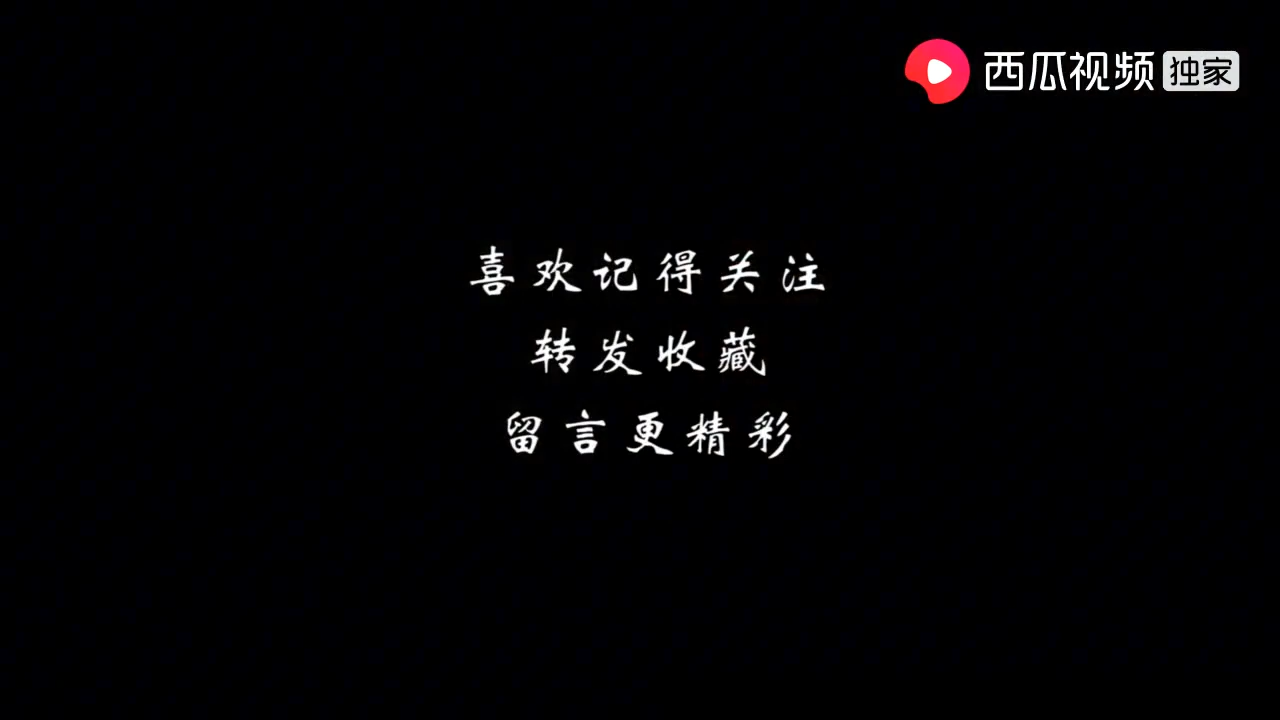 西瓜视频 独家
喜欢记得关注
转发收藏
留言更精彩